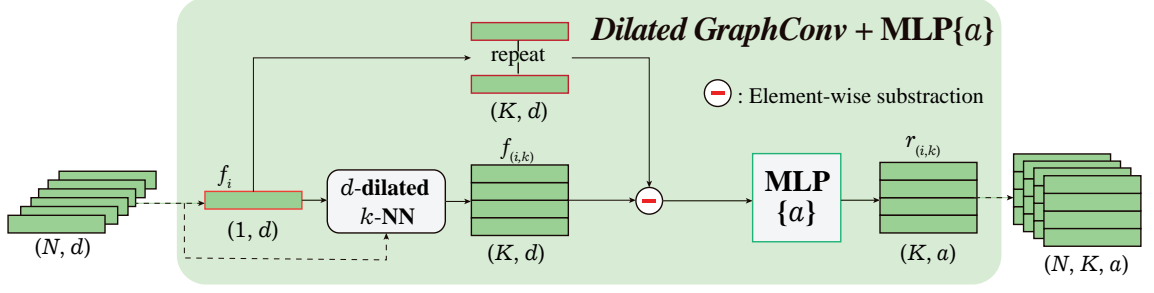 Dilated GraphConv + MLP{a}
repeat
(K, d)
: Element-wise substraction
f_i
f_(i,k)
r_(i,k)
d-dilated
k-NN
MLP
{a}
(N, d)
(1, d)
(K, d)
(K, a)
(N, K, a)